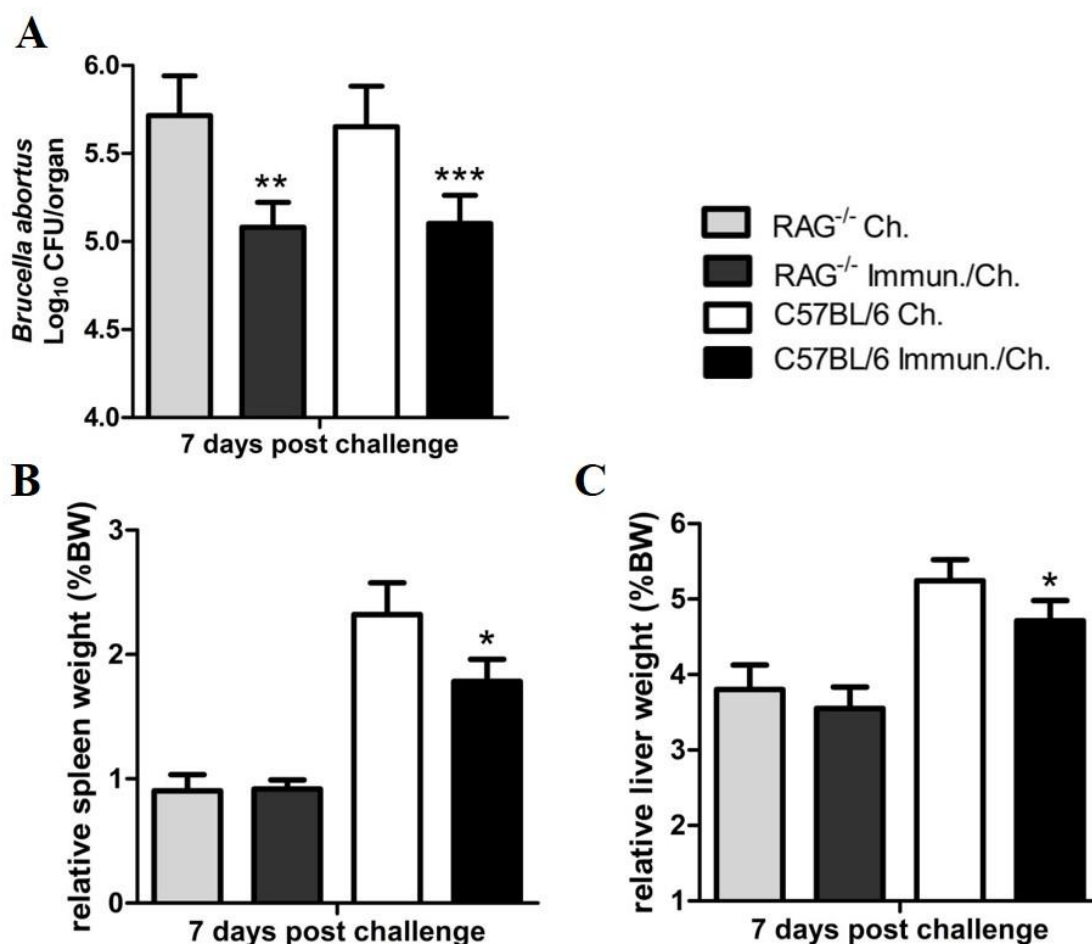 A
Brucella abortus
Log₁₀ CFU/organ
6.0
5.5
5.0
4.5
4.0
**
***
7 days post challenge
RAG⁻/⁻ Ch.
RAG⁻/⁻ Immun./Ch.
C57BL/6 Ch.
C57BL/6 Immun./Ch.
B
relative spleen weight (%BW)
3
2
1
0
*
7 days post challenge
C
relative liver weight (%BW)
6
5
4
3
2
1
*
7 days post challenge